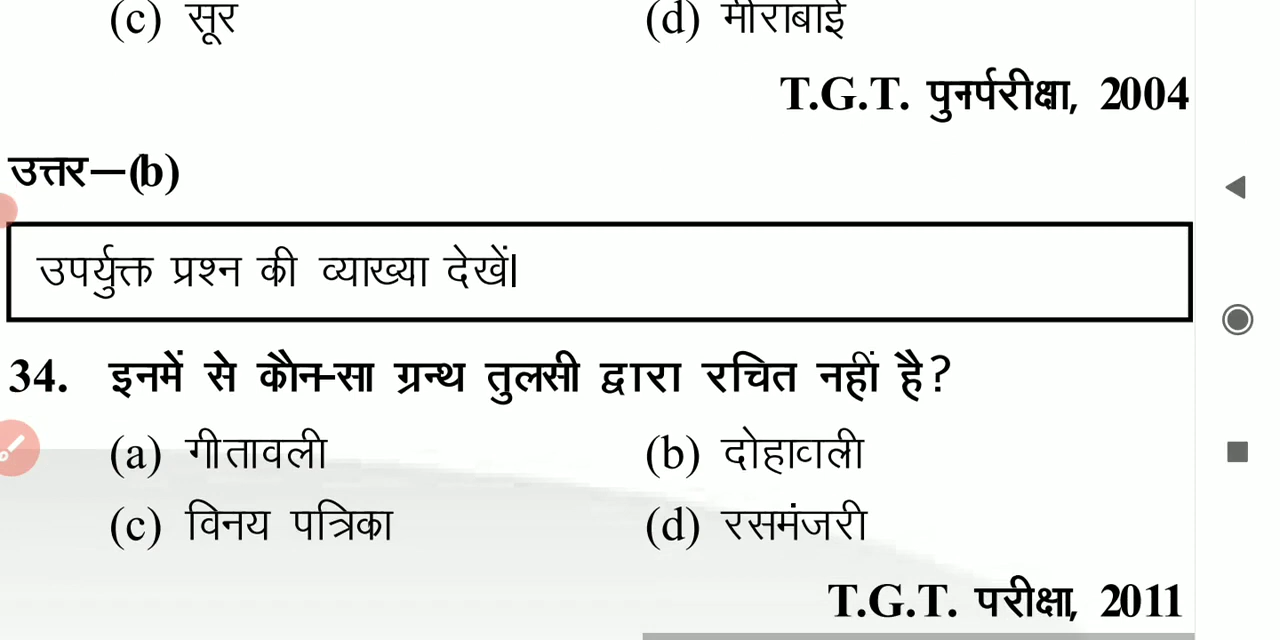 (c) सूर (d) मीराबाई
T.G.T. पुनर्परीक्षा, 2004
उत्तर—(b)
उपर्युक्त प्रश्न की व्याख्या देखें।
34. इनमें से कौन-सा ग्रन्थ तुलसी द्वारा रचित नहीं है?
(a) गीतावली (b) दोहावली
(c) विनय पत्रिका (d) रसमंजरी
T.G.T. परीक्षा, 2011